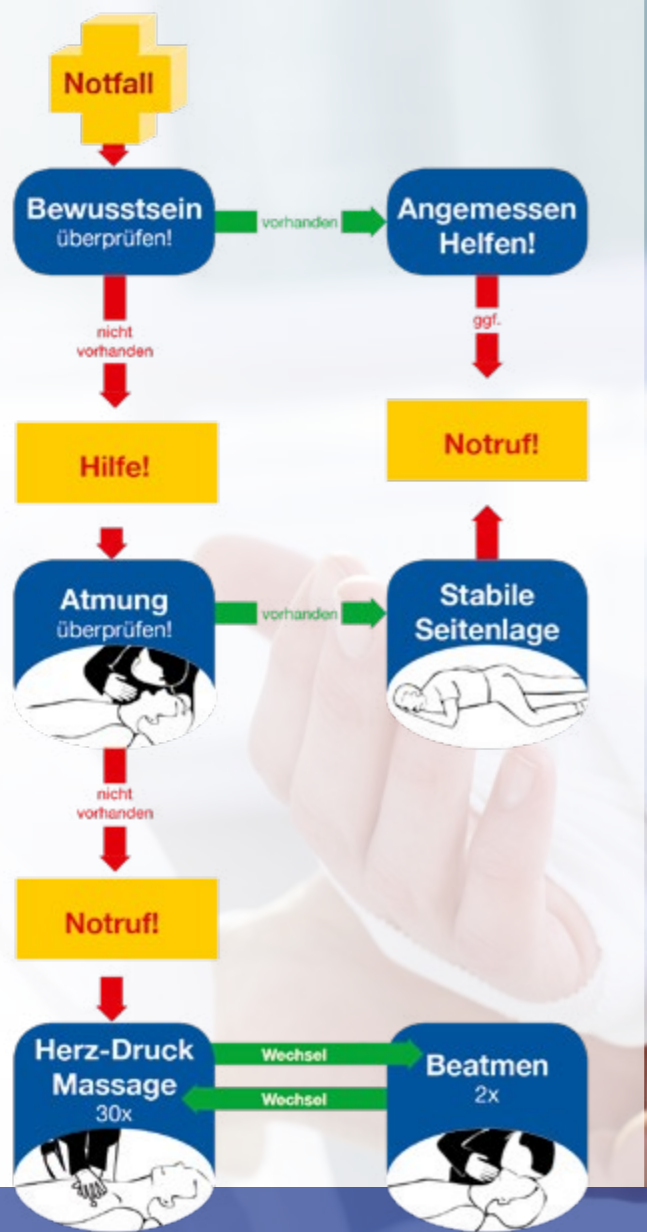 Notfall
Bewusstsein
überprüfen!
vorhanden
Angemessen
Helfen!
nicht
vorhanden
ggf.
Hilfe!
Notruf!
Atmung
überprüfen!
vorhanden
Stabile
Seitenlage
nicht
vorhanden
Notruf!
Herz-Druck
Massage
30x
Wechsel
Wechsel
Beatmen
2x